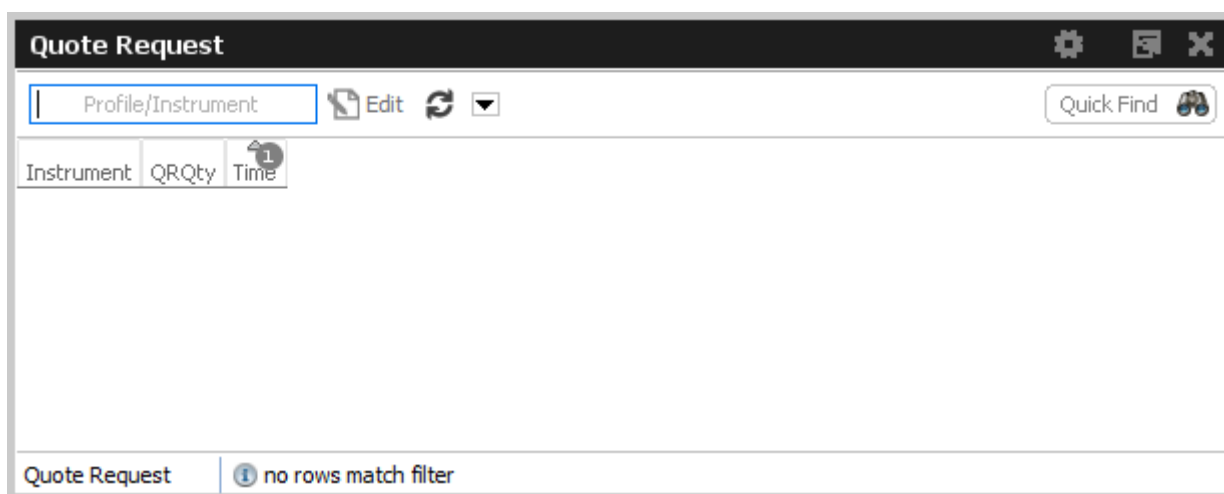 Quote Request
Profile/Instrument Edit Quick Find
Instrument QRQty Time 1
Quote Request no rows match filter